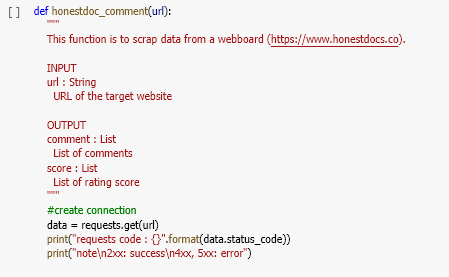 [ ] def honestdoc_comment(url):
"""
This function is to scrap data from a webboard (https://www.honestdocs.co).
INPUT
url : String
URL of the target website
OUTPUT
comment : List
List of comments
score : List
List of rating score
"""
#create connection
data = requests.get(url)
print("requests code : {}".format(data.status_code))
print("note\n2xx: success\n4xx, 5xx: error")